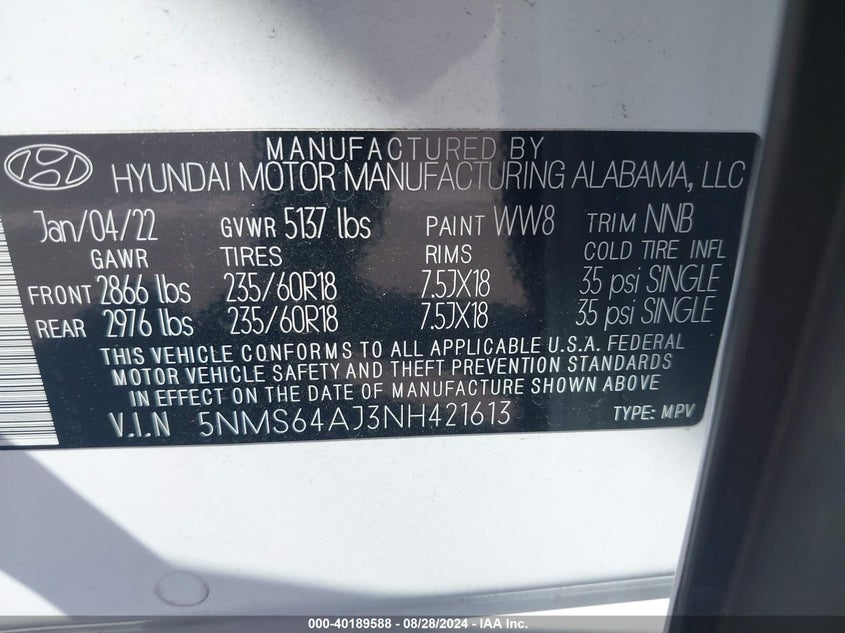 MANUFACTURED BY
HYUNDAI MOTOR MANUFACTURING ALABAMA, LLC
Jan/04/22 GVWR 5137 lbs PAINT WW8 TRIM NNB
GAWR TIRES RIMS COLD TIRE INFL
FRONT 2866 lbs 235/60R18 7.5JX18 35 psi SINGLE
REAR 2976 lbs 235/60R18 7.5JX18 35 psi SINGLE
THIS VEHICLE CONFORMS TO ALL APPLICABLE U.S.A. FEDERAL
MOTOR VEHICLE SAFETY AND THEFT PREVENTION STANDARDS
IN EFFECT ON THE DATE OF MANUFACTURE SHOWN ABOVE
V.I.N 5NMS64AJ3NH421613 TYPE: MPV
000-40189588 - 08/28/2024 - IAA Inc.